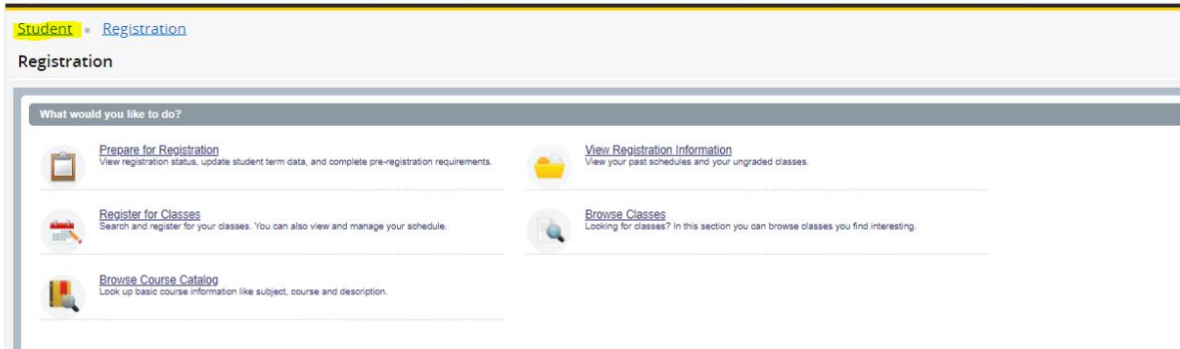 Student • Registration
Registration
What would you like to do?
Prepare for Registration
View registration status, update student term data, and complete pre-registration requirements.
View Registration Information
View your past schedules and your ungraded classes.
Register for Classes
Search and register for your classes. You can also view and manage your schedule.
Browse Classes
Looking for classes? In this section you can browse classes you find interesting.
Browse Course Catalog
Look up basic course information like subject, course and description.